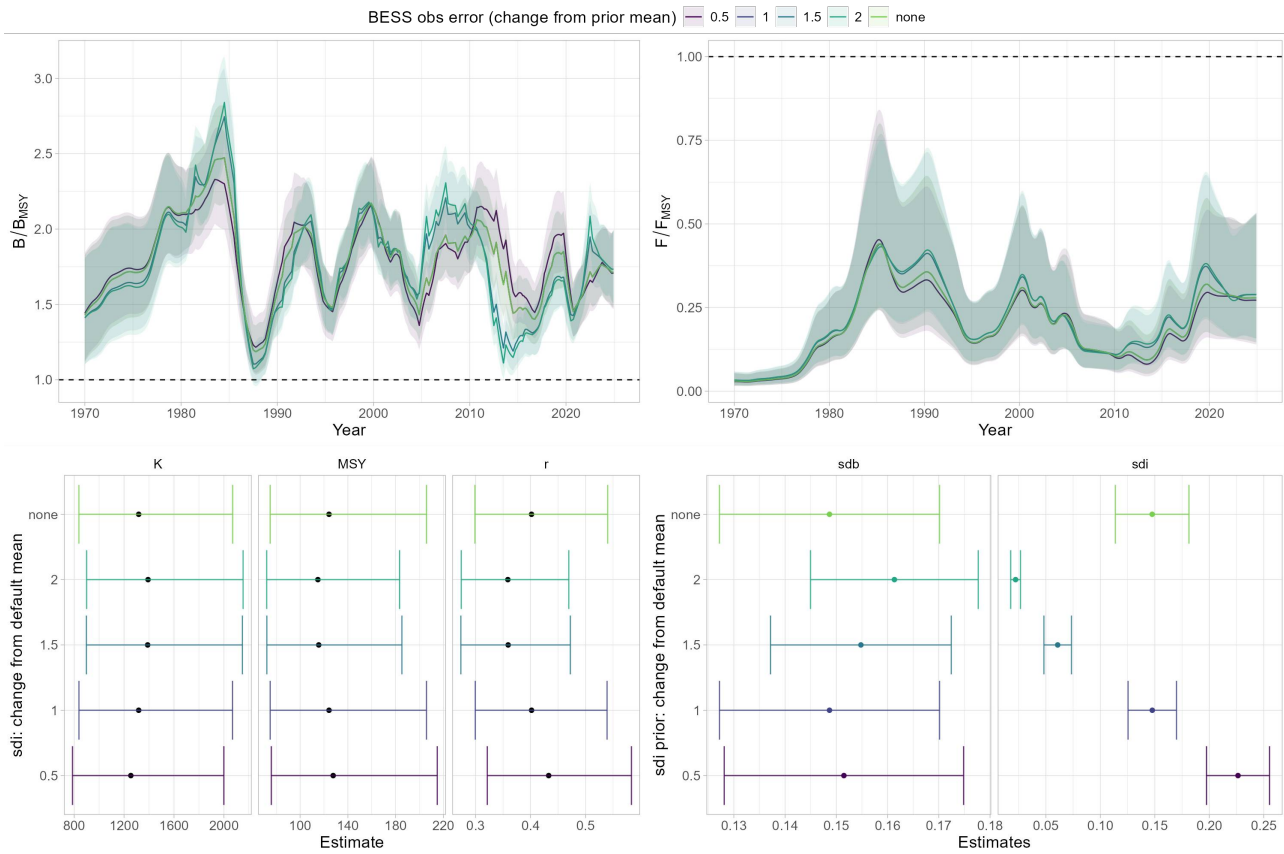 BESS obs error (change from prior mean) 0.5 1 1.5 2 none
B/BMSY
3.0
2.5
2.0
1.5
1.0
1970 1980 1990 2000 2010 2020
Year
F/FMSY
1.00
0.75
0.50
0.25
0.00
1970 1980 1990 2000 2010 2020
Year
sdi: change from default mean
K MSY r
none
2
1.5
1
0.5
800 1200 1600 2000 100 140 180 220 0.3 0.4 0.5
Estimate
sdi prior: change from default mean
sdb sdi
none
2
1.5
1
0.5
0.13 0.14 0.15 0.16 0.17 0.18 0.05 0.10 0.15 0.20 0.25
Estimates